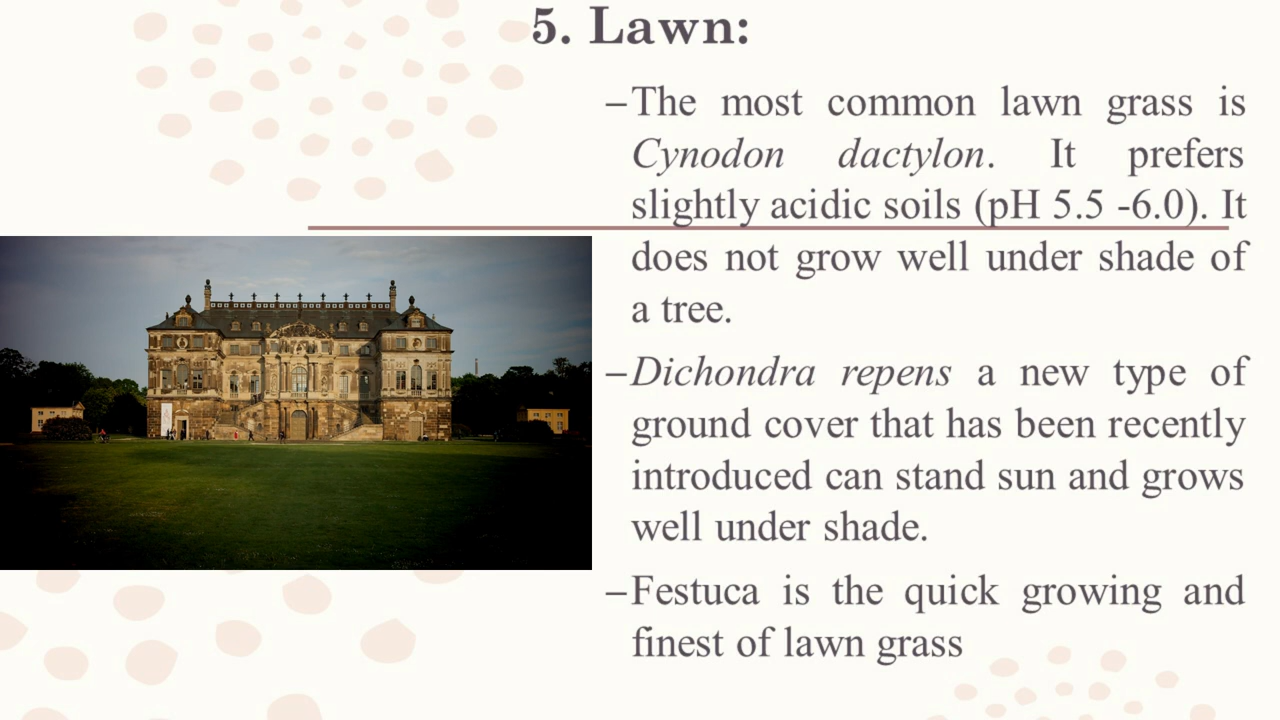 5. Lawn:
–The most common lawn grass is
Cynodon dactylon. It prefers
slightly acidic soils (pH 5.5 -6.0). It
does not grow well under shade of
a tree.
–Dichondra repens a new type of
ground cover that has been recently
introduced can stand sun and grows
well under shade.
–Festuca is the quick growing and
finest of lawn grass